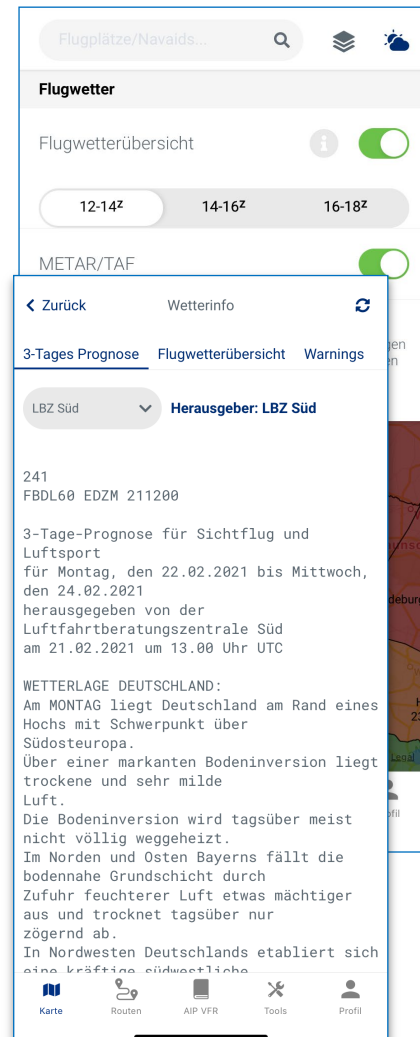 Flugplätze/Navaids...
Flugwetter
Flugwetterübersicht
12-14Z
14-16Z
16-18Z
METAR/TAF
Zurück
Wetterinfo
3-Tages Prognose
Flugwetterübersicht
Warnings
LBZ Süd
Herausgeber: LBZ Süd
241
FBDL60 EDZM 211200
3-Tage-Prognose für Sichtflug und
Luftsport
für Montag, den 22.02.2021 bis Mittwoch,
den 24.02.2021
herausgegeben von der
Luftfahrtberatungszentrale Süd
am 21.02.2021 um 13.00 Uhr UTC
WETTERLAGE DEUTSCHLAND:
Am MONTAG liegt Deutschland am Rand eines
Hochs mit Schwerpunkt über
Südosteuropa.
Über einer markanten Bodeninversion liegt
trockene und sehr milde
Luft.
Die Bodeninversion wird tagsüber meist
nicht völlig weggeheizt.
Im Norden und Osten Bayerns fällt die
bodennahe Grundschicht durch
Zufuhr feuchterer Luft etwas mächtiger
aus und trocknet tagsüber nur
zögernd ab.
In Nordwesten Deutschlands etabliert sich
eine kräftige südwestliche
Karte
Routen
AIP VFR
Tools
Profil
Legal